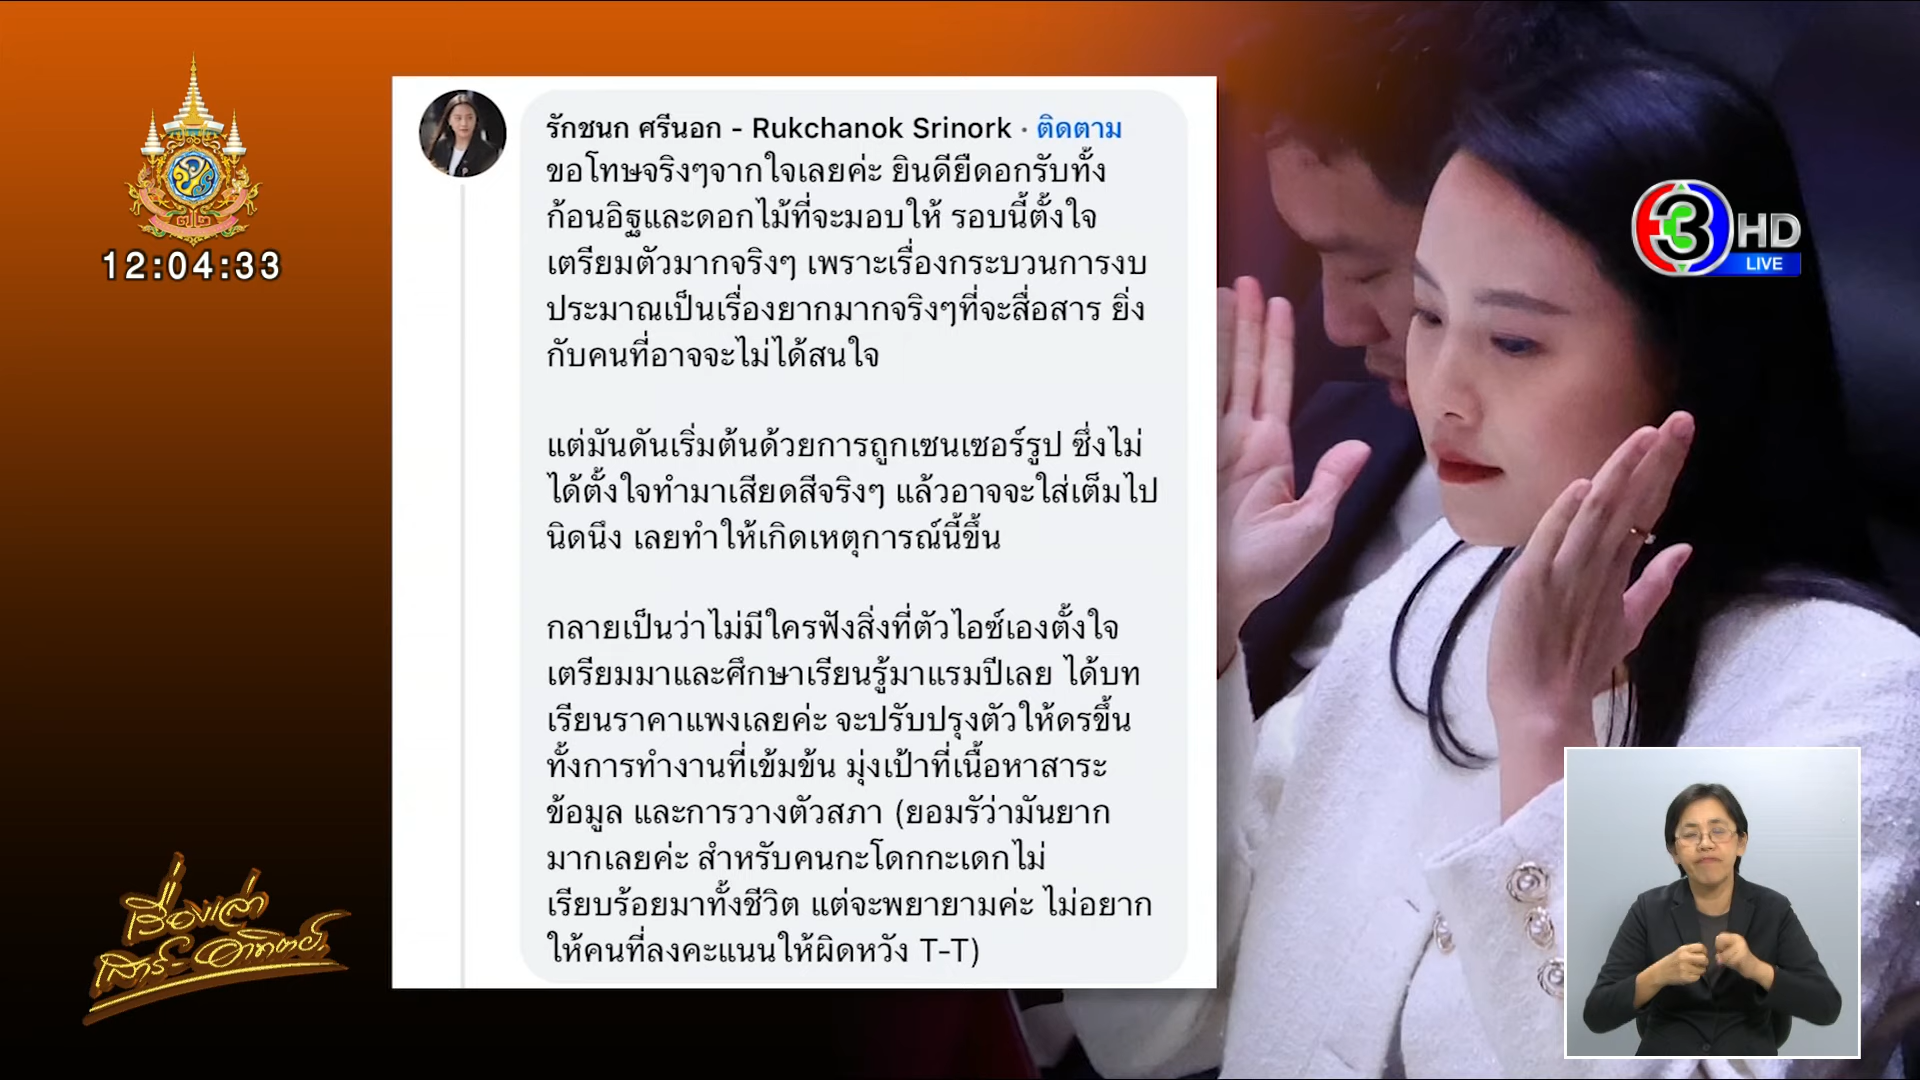 12:04:33
รักชนก ศรีนอก - Rukchanok Srinork · ติดตาม
ขอโทษจริงๆจากใจเลยค่ะ ยินดียืดอกรับทั้ง
ก้อนอิฐและดอกไม้ที่จะมอบให้ รอบนี้ตั้งใจ
เตรียมตัวมากจริงๆ เพราะเรื่องกระบวนการงบ
ประมาณเป็นเรื่องยากมากจริงๆที่จะสื่อสาร ยิ่ง
กับคนที่อาจจะไม่ได้สนใจ
แต่มันดันเริ่มต้นด้วยการถูกเซนเซอร์รูป ซึ่งไม่
ได้ตั้งใจทำมาเสียดสีจริงๆ แล้วอาจจะใส่เต็มไป
นิดนึง เลยทำให้เกิดเหตุการณ์นี้ขึ้น
กลายเป็นว่าไม่มีใครฟังสิ่งที่ตัวไอซ์เองตั้งใจ
เตรียมมาและศึกษาเรียนรู้มาแรมปีเลย ได้บท
เรียนราคาแพงเลยค่ะ จะปรับปรุงตัวให้ดรขึ้น
ทั้งการทำงานที่เข้มข้น มุ่งเป้าที่เนื้อหาสาระ
ข้อมูล และการวางตัวสภา (ยอมรัว่ามันยาก
มากเลยค่ะ สำหรับคนกะโดกกะเดกไม่
เรียบร้อยมาทั้งชีวิต แต่จะพยายามค่ะ ไม่อยาก
ให้คนที่ลงคะแนนให้ผิดหวัง T-T)
3 HD
LIVE
เรื่องเล่า
เสาร์-อาทิตย์